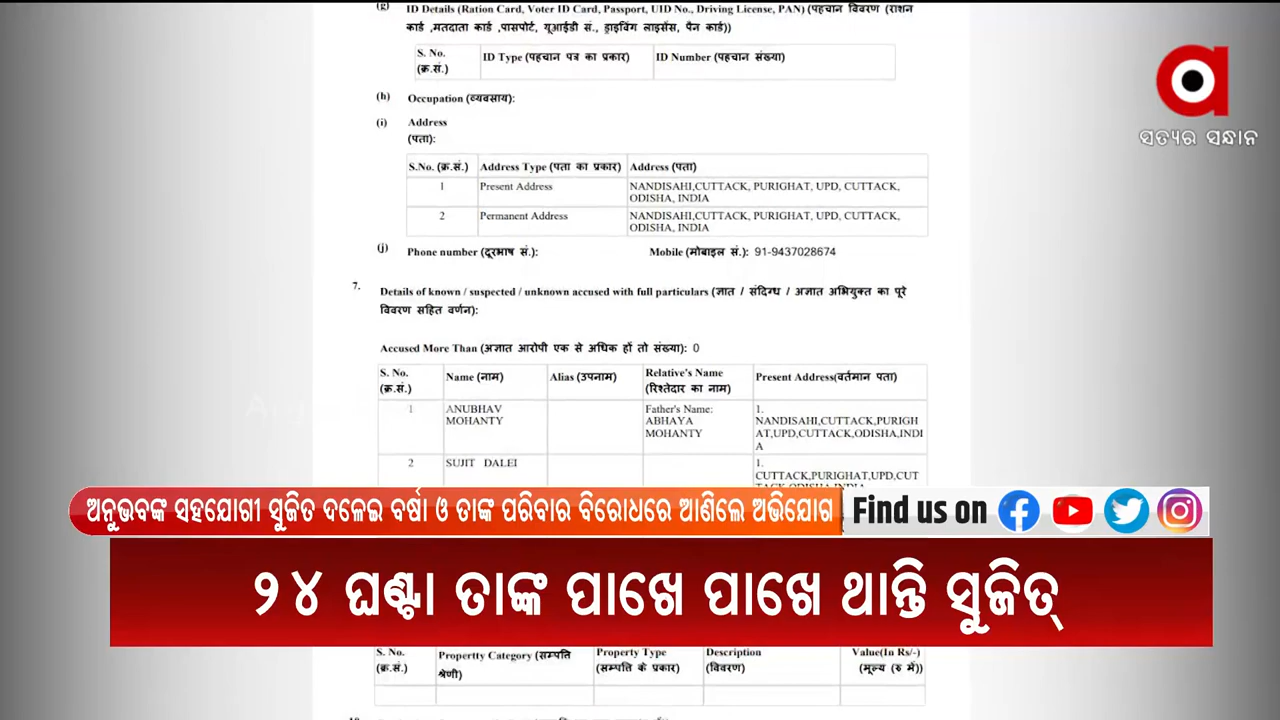 (g) ID Details (Ration Card, Voter ID Card, Passport, UID No., Driving License, PAN) (पहचान विवरण (राशन
कार्ड ,मतदाता कार्ड ,पासपोर्ट, यूआईडी सं., ड्राइविंग लाइसेंस, पैन कार्ड))
S. No. (क्र.सं.) ID Type (पहचान पत्र का प्रकार) ID Number (पहचान संख्या)
(h) Occupation (व्यवसाय):
(i) Address
(पता):
S.No. (क्र.सं.) Address Type (पता का प्रकार) Address (पता)
1 Present Address NANDISAHI,CUTTACK, PURIGHAT, UPD, CUTTACK,
ODISHA, INDIA
2 Permanent Address NANDISAHI,CUTTACK, PURIGHAT, UPD, CUTTACK,
ODISHA, INDIA
(j) Phone number (दूरभाष सं.): Mobile (मोबाइल सं.): 91-9437028674
7. Details of known / suspected / unknown accused with full particulars (ज्ञात / संदिग्ध / अज्ञात अभियुक्त का पूरे
विवरण सहित वर्णन):
Accused More Than (अज्ञात आरोपी एक से अधिक हों तो संख्या): 0
S. No. (क्र.सं.) Name (नाम) Alias (उपनाम) Relative's Name (रिश्तेदार का नाम) Present Address(वर्तमान पता)
1 ANUBHAV MOHANTY Father's Name: ABHAYA MOHANTY 1.
NANDISAHI,CUTTACK,PURIGH
AT,UPD,CUTTACK,ODISHA,INDI
A
2 SUJIT DALEI 1.
CUTTACK,PURIGHAT,UPD,CUT
TACK,ODISHA,INDIA
ସତ୍ୟର ସନ୍ଧାନ
ଅନୁଭବଙ୍କ ସହଯୋଗୀ ସୁଜିତ ଦଳେଇ ବର୍ଷା ଓ ତାଙ୍କ ପରିବାର ବିରୋଧରେ ଆଣିଲେ ଅଭିଯୋଗ
Find us on
୨୪ ଘଣ୍ଟା ତାଙ୍କ ପାଖେ ପାଖେ ଥାନ୍ତି ସୁଜିତ୍
S. No. (क्र.सं.) Propertty Category (सम्पत्ति श्रेणी) Property Type (सम्पत्ति के प्रकार) Description (विवरण) Value(In Rs/-) (मूल्य (रु में))